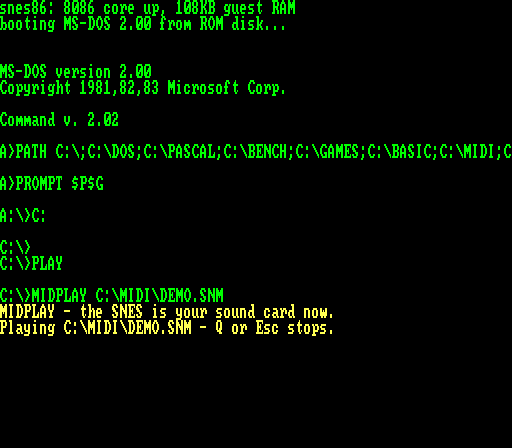 snes86: 8086 core up, 108KB guest RAM
booting MS-DOS 2.00 from ROM disk...
MS-DOS version 2.00
Copyright 1981,82,83 Microsoft Corp.
Command v. 2.02
A>PATH C:\;C:\DOS;C:\PASCAL;C:\BENCH;C:\GAMES;C:\BASIC;C:\MIDI;C
A>PROMPT $P$G
A:\>C:
C:\>
C:\>PLAY
C:\>MIDPLAY C:\MIDI\DEMO.SNM
MIDPLAY - the SNES is your sound card now.
Playing C:\MIDI\DEMO.SNM - Q or Esc stops.